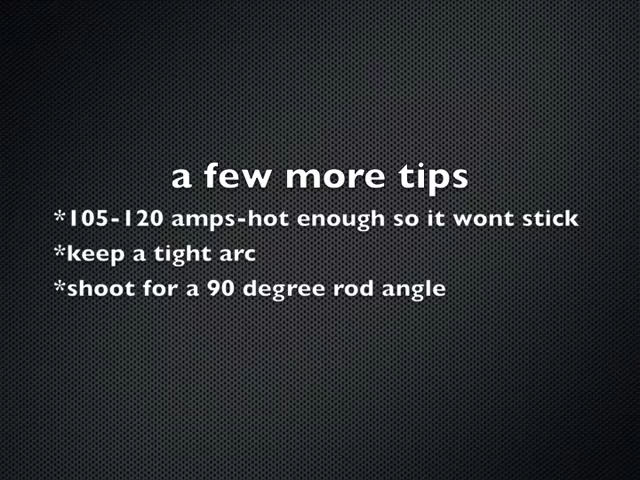 a few more tips
*105-120 amps-hot enough so it wont stick
*keep a tight arc
*shoot for a 90 degree rod angle